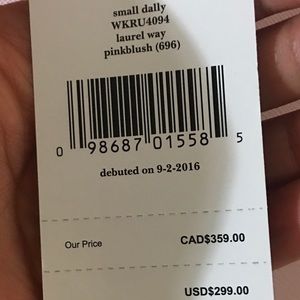 small dally
WKRU4094
laurel way
pinkblush (696)
0 98687 01558 5
debuted on 9-2-2016
Our Price CAD$359.00
USD$299.00